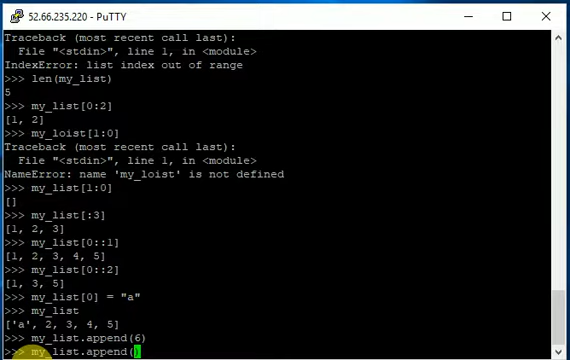 52.66.235.220 - PuTTY
Traceback (most recent call last):
  File "<stdin>", line 1, in <module>
IndexError: list index out of range
>>> len(my_list)
5
>>> my_list[0:2]
[1, 2]
>>> my_loist[1:0]
Traceback (most recent call last):
  File "<stdin>", line 1, in <module>
NameError: name 'my_loist' is not defined
>>> my_list[1:0]
[]
>>> my_list[:3]
[1, 2, 3]
>>> my_list[0::1]
[1, 2, 3, 4, 5]
>>> my_list[0::2]
[1, 3, 5]
>>> my_list[0] = "a"
>>> my_list
['a', 2, 3, 4, 5]
>>> my_list.append(6)
>>> my_list.append()